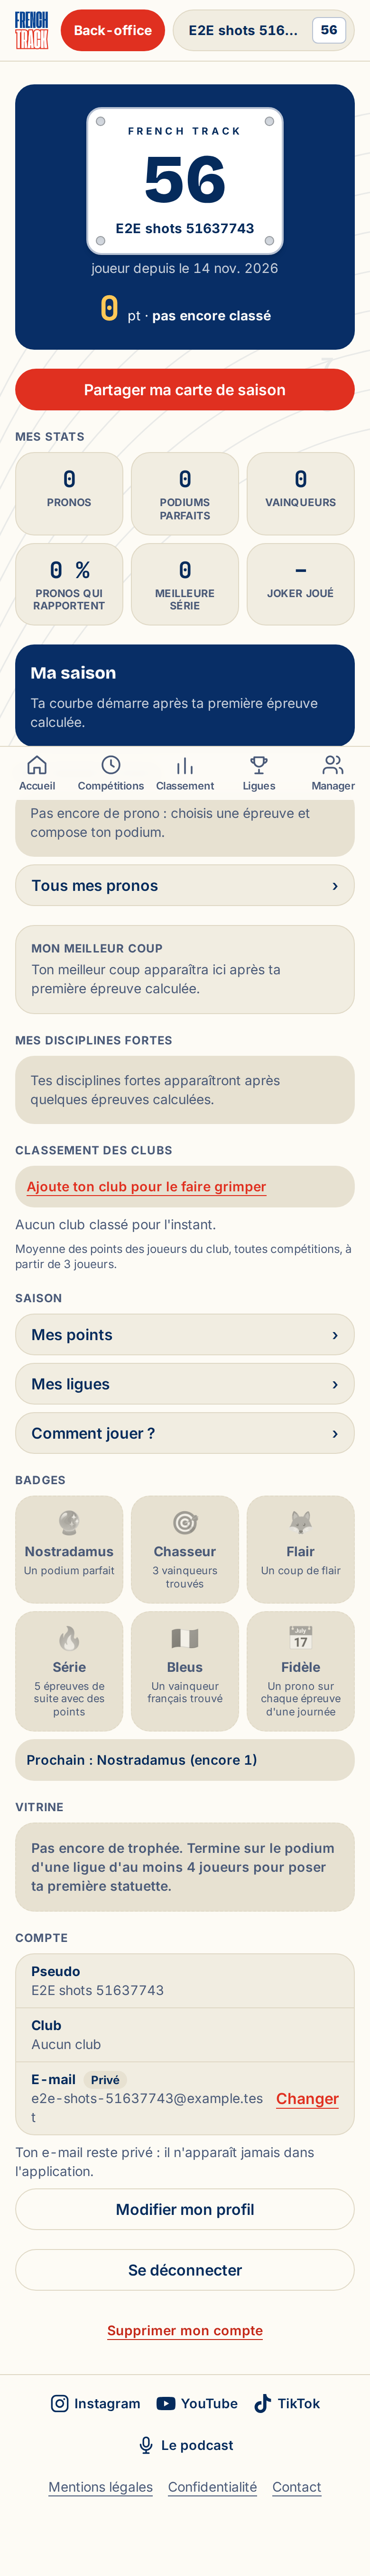 FRENCH
TRACK
Back-office
E2E shots 516... 56
FRENCH TRACK
56
E2E shots 51637743
joueur depuis le 14 nov. 2026
0 pt · pas encore classé
Partager ma carte de saison
MES STATS
0
PRONOS
0
PODIUMS
PARFAITS
0
VAINQUEURS
0 %
PRONOS QUI
RAPPORTENT
0
MEILLEURE
SÉRIE
–
JOKER JOUÉ
Ma saison
Ta courbe démarre après ta première épreuve
calculée.
Accueil
Compétitions
Classement
Ligues
Manager
Pas encore de prono : choisis une épreuve et
compose ton podium.
Tous mes pronos ›
MON MEILLEUR COUP
Ton meilleur coup apparaîtra ici après ta
première épreuve calculée.
MES DISCIPLINES FORTES
Tes disciplines fortes apparaîtront après
quelques épreuves calculées.
CLASSEMENT DES CLUBS
Ajoute ton club pour le faire grimper
Aucun club classé pour l'instant.
Moyenne des points des joueurs du club, toutes compétitions, à
partir de 3 joueurs.
SAISON
Mes points ›
Mes ligues ›
Comment jouer ? ›
BADGES
Nostradamus
Un podium parfait
Chasseur
3 vainqueurs
trouvés
Flair
Un coup de flair
Série
5 épreuves de
suite avec des
points
Bleus
Un vainqueur
français trouvé
July
17
Fidèle
Un prono sur
chaque épreuve
d'une journée
Prochain : Nostradamus (encore 1)
VITRINE
Pas encore de trophée. Termine sur le podium
d'une ligue d'au moins 4 joueurs pour poser
ta première statuette.
COMPTE
Pseudo
E2E shots 51637743
Club
Aucun club
E-mail Privé
e2e-shots-51637743@example.tes
t
Changer
Ton e-mail reste privé : il n'apparaît jamais dans
l'application.
Modifier mon profil
Se déconnecter
Supprimer mon compte
Instagram YouTube TikTok
Le podcast
Mentions légales Confidentialité Contact